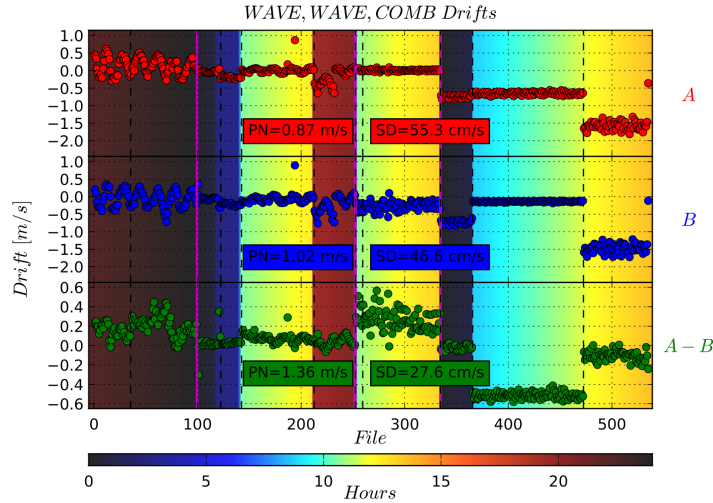 WAVE, WAVE, COMB Drifts
1.0
0.5
0.0
−0.5
−1.0
−1.5
−2.0
PN=0.87 m/s
SD=55.3 cm/s
A
1.0
0.5
0.0
−0.5
−1.0
−1.5
−2.0
PN=1.02 m/s
SD=46.6 cm/s
B
Drift [m/s]
0.6
0.4
0.2
0.0
−0.2
−0.4
−0.6
PN=1.36 m/s
SD=27.6 cm/s
A − B
0 100 200 300 400 500
File
0 5 10 15 20
Hours